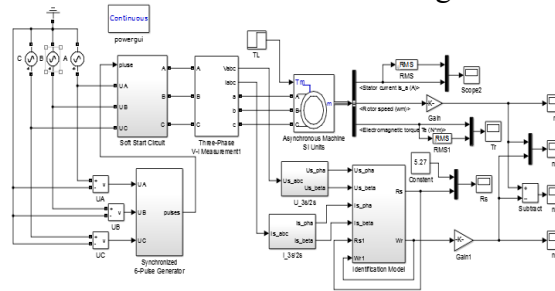 Continuous
powergui
C
B
A
pluse
UA
UB
UC
A
B
C
Soft Start Circuit
A
B
C
Vabc
Iabc
a
b
c
Three-Phase
V-I Measurement1
TL
Tm
A
B
C
m
Asynchronous Machine
SI Units
<Stator current is_a (A)>
<Rotor speed (wm)>
<Electromagnetic torque Te (N*m)>
RMS
RMS
Scope2
-K-
Gain
RMS
RMS1
Tr
UA
UB
UC
UA
UB
UC
pulses
Synchronized
6-Pulse Generator
Us_abc
Us_pha
Us_beta
U_3s/2s
Is_abc
Is_pha
Is_beta
I_3s/2s
Us_pha
Us_beta
Is_pha
Is_beta
Rs1
Wr1
Rs
Wr
Identification Model
5.27
Constant
Rs
-K-
Gain1
Subtract
n
n
n